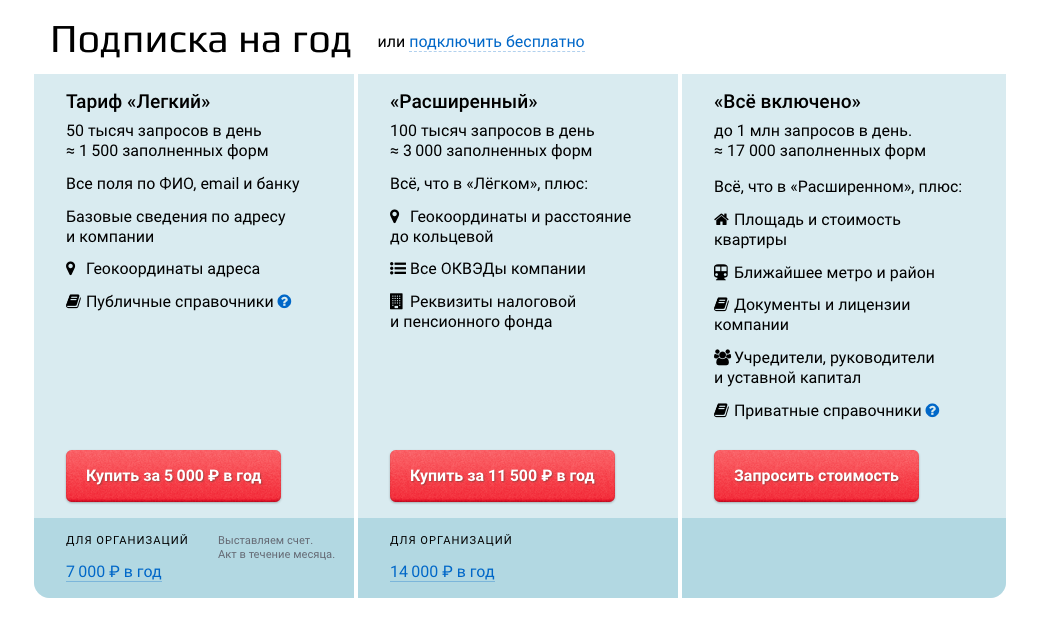 Подписка на год или подключить бесплатно
Тариф «Легкий»
50 тысяч запросов в день
≈ 1 500 заполненных форм
Все поля по ФИО, email и банку
Базовые сведения по адресу
и компании
Геокоординаты адреса
Публичные справочники ?
Купить за 5 000 ₽ в год
ДЛЯ ОРГАНИЗАЦИЙ
Выставляем счет.
Акт в течение месяца.
7 000 ₽ в год
«Расширенный»
100 тысяч запросов в день
≈ 3 000 заполненных форм
Всё, что в «Лёгком», плюс:
Геокоординаты и расстояние
до кольцевой
Все ОКВЭДы компании
Реквизиты налоговой
и пенсионного фонда
Купить за 11 500 ₽ в год
ДЛЯ ОРГАНИЗАЦИЙ
14 000 ₽ в год
«Всё включено»
до 1 млн запросов в день.
≈ 17 000 заполненных форм
Всё, что в «Расширенном», плюс:
Площадь и стоимость
квартиры
Ближайшее метро и район
Документы и лицензии
компании
Учредители, руководители
и уставной капитал
Приватные справочники ?
Запросить стоимость